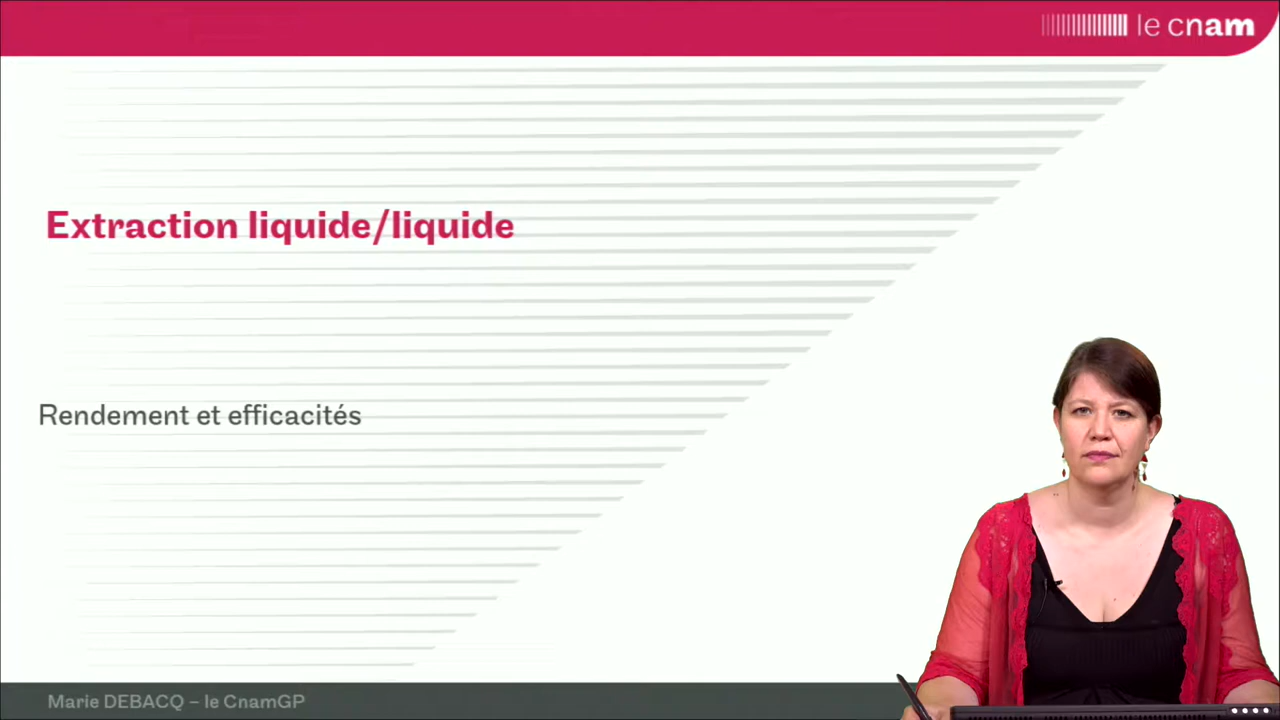 le cnam
Extraction liquide/liquide
Rendement et efficacités
Marie DEBACQ – le CnamGP